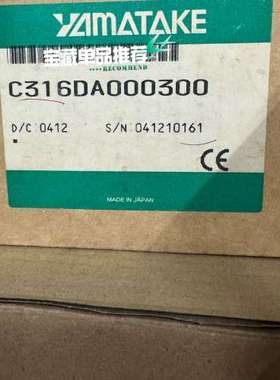 YAMATAKE
宝藏单品推荐
••••RECOMMEND
C316DA000300
D/C:0412 S/N:041210161
CE
MADE IN JAPAN